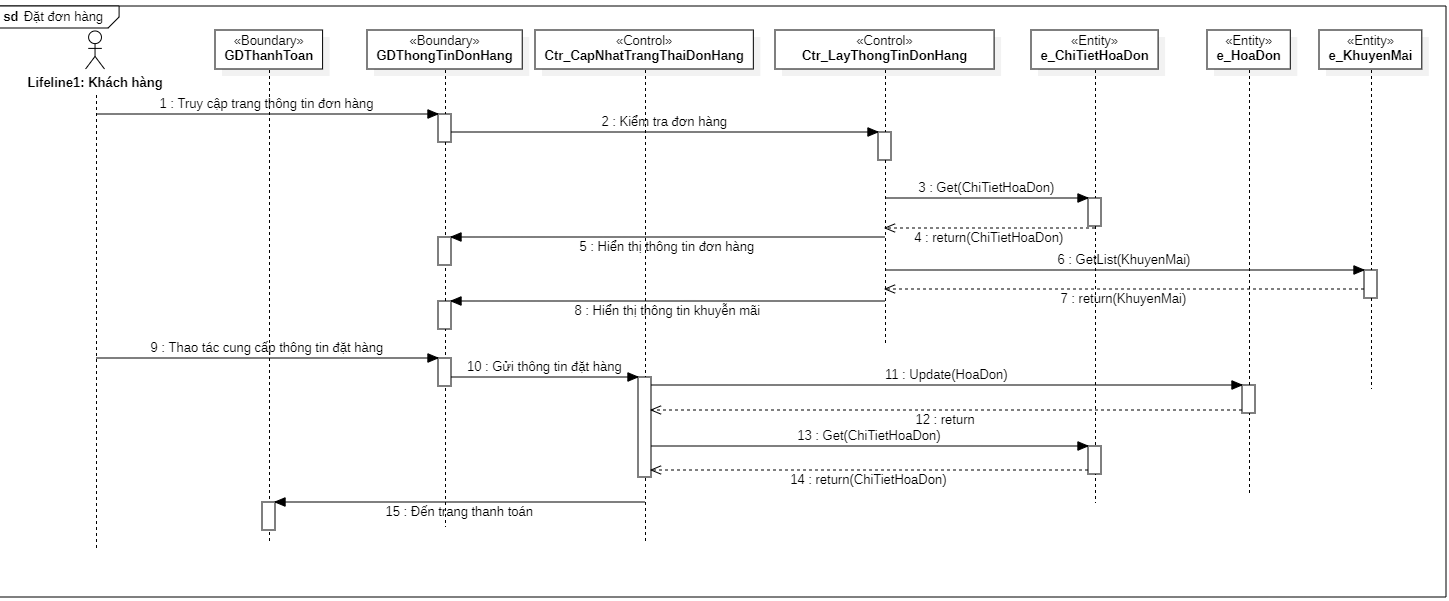 sd Đặt đơn hàng
Lifeline1: Khách hàng
«Boundary»
GDThanhToan
«Boundary»
GDThongTinDonHang
«Control»
Ctr_CapNhatTrangThaiDonHang
«Control»
Ctr_LayThongTinDonHang
«Entity»
e_ChiTietHoaDon
«Entity»
e_HoaDon
«Entity»
e_KhuyenMai
1 : Truy cập trang thông tin đơn hàng
2 : Kiểm tra đơn hàng
3 : Get(ChiTietHoaDon)
4 : return(ChiTietHoaDon)
5 : Hiển thị thông tin đơn hàng
6 : GetList(KhuyenMai)
7 : return(KhuyenMai)
8 : Hiển thị thông tin khuyễn mãi
9 : Thao tác cung cấp thông tin đặt hàng
10 : Gửi thông tin đặt hàng
11 : Update(HoaDon)
12 : return
13 : Get(ChiTietHoaDon)
14 : return(ChiTietHoaDon)
15 : Đến trang thanh toán